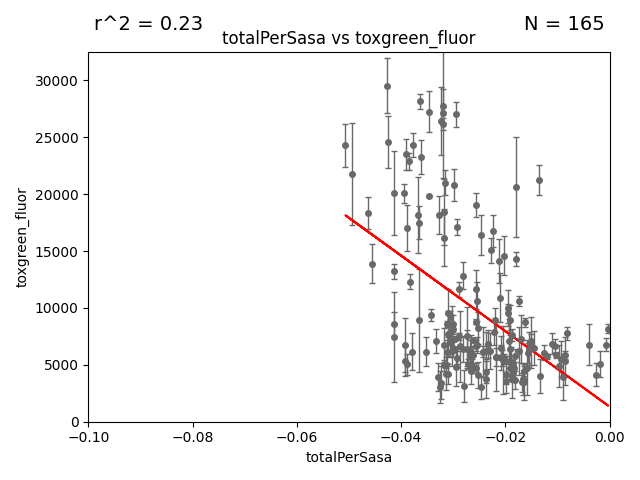 r^2 = 0.23
N = 165
totalPerSasa vs toxgreen_fluor
30000
25000
20000
15000
10000
5000
0
toxgreen_fluor
−0.10
−0.08
−0.06
−0.04
−0.02
0.00
totalPerSasa